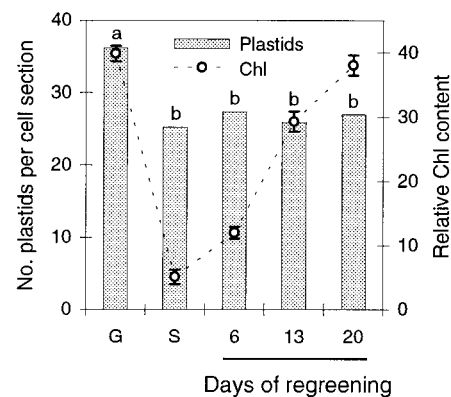 No. plastids per cell section
Relative Chl content
40
30
20
10
0
40
30
20
10
0
Plastids
Chl
a
b
b
b
b
G S 6 13 20
Days of regreening